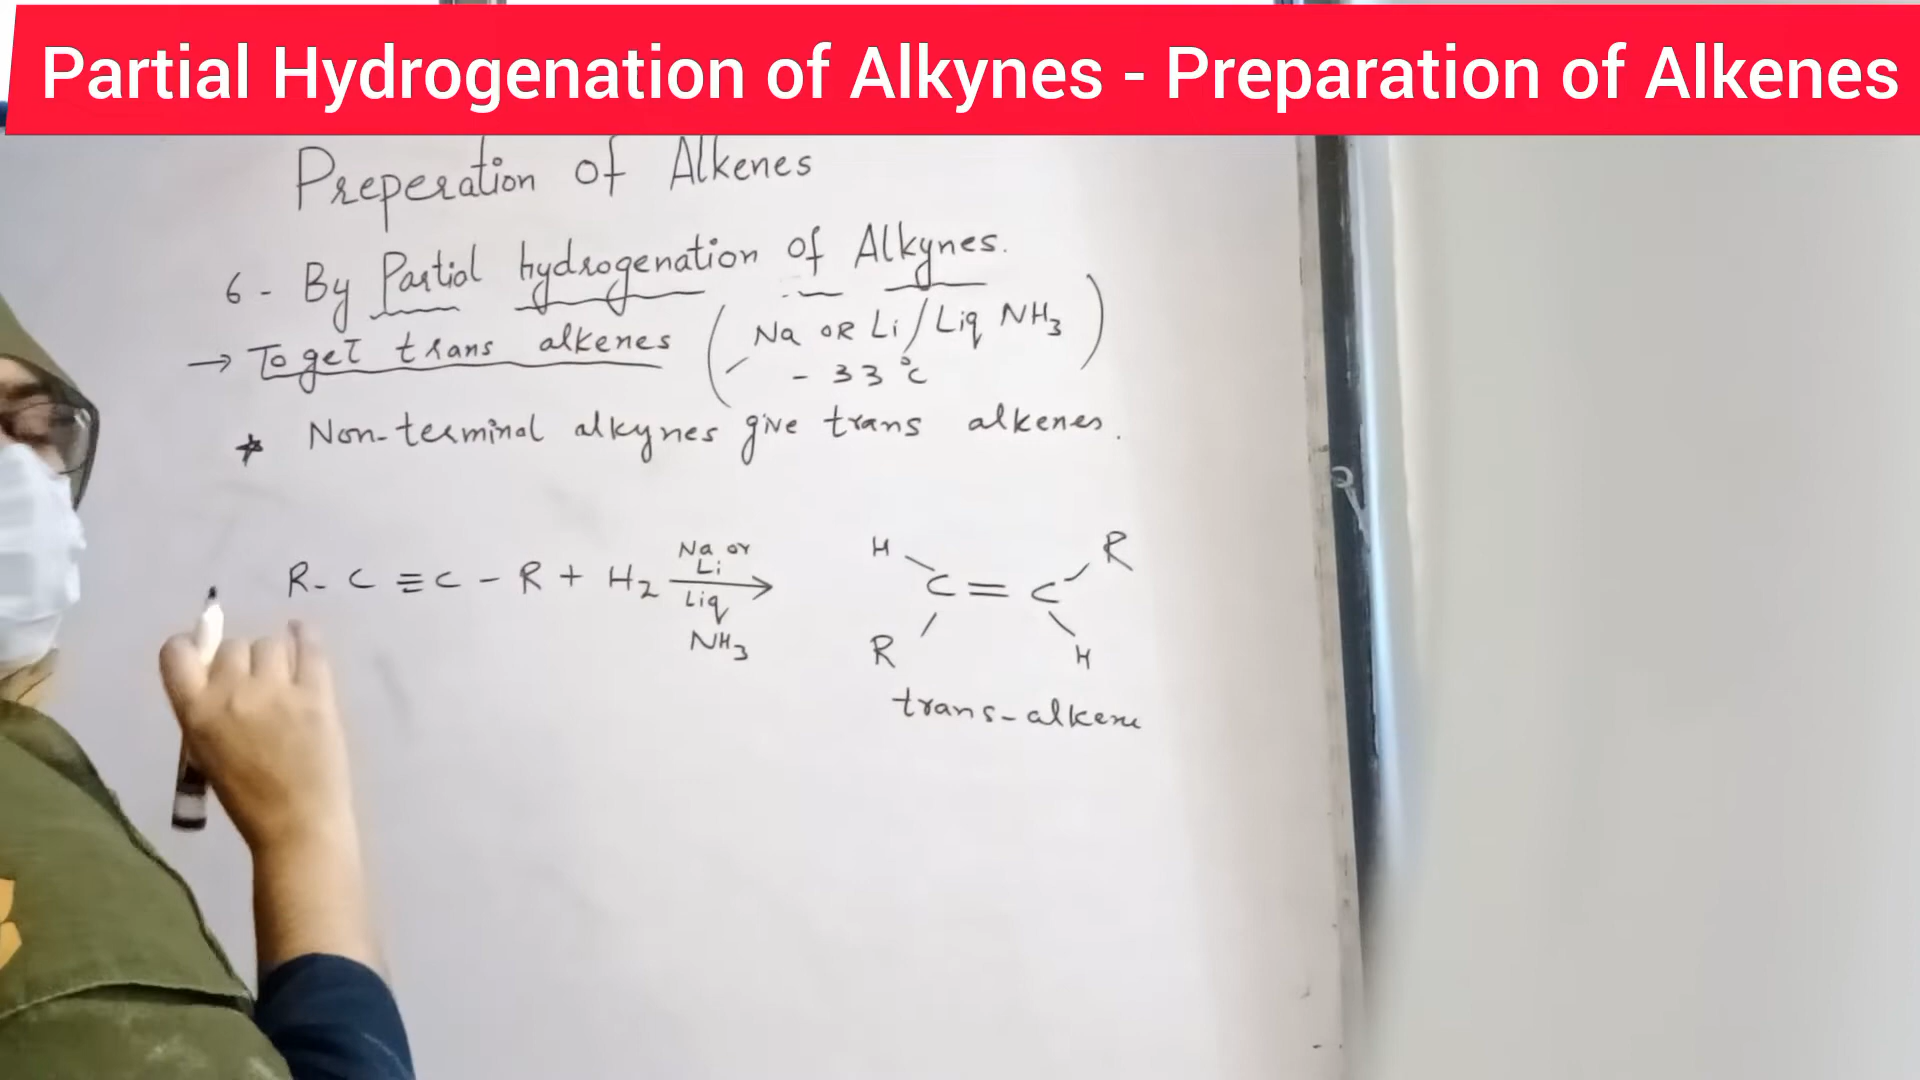 Partial Hydrogenation of Alkynes - Preparation of Alkenes
Preperation of Alkenes
6 - By Partial hydrogenation of Alkynes.
→ To get trans alkenes (Na OR Li/Liq NH3
- 33°C)
* Non-terminal alkynes give trans alkenes.
R - C ≡ C - R + H2
Na or
Li
Liq
NH3
H R
C = C
R H
trans-alkene